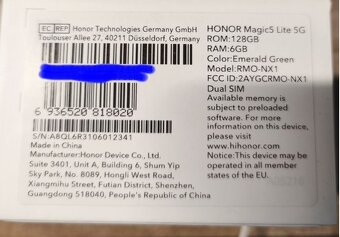 EC REP Honor Technologies Germany GmbH
Toulouser Allee 27, 40211 Düsseldorf, Germany
6 936520 818020
S/N:A8QL6R3106012341
Made in China
Manufacturer:Honor Device Co., Ltd.
Suite 3401, Unit A, Building 6, Shum Yip
Sky Park, No. 8089, Hongli West Road,
Xiangmihu Street, Futian District, Shenzhen,
Guangdong 518040, People's Republic of China
HONOR Magic5 Lite 5G
ROM:128GB
RAM:6GB
Color:Emerald Green
Model:RMO-NX1
FCC ID:2AYGCRMO-NX1
Dual SIM
Available memory is
subject to preloaded
software. For more
information on this device,
please visit
www.hihonor.com
Note:This device may be
operated in all member
states of the EU.